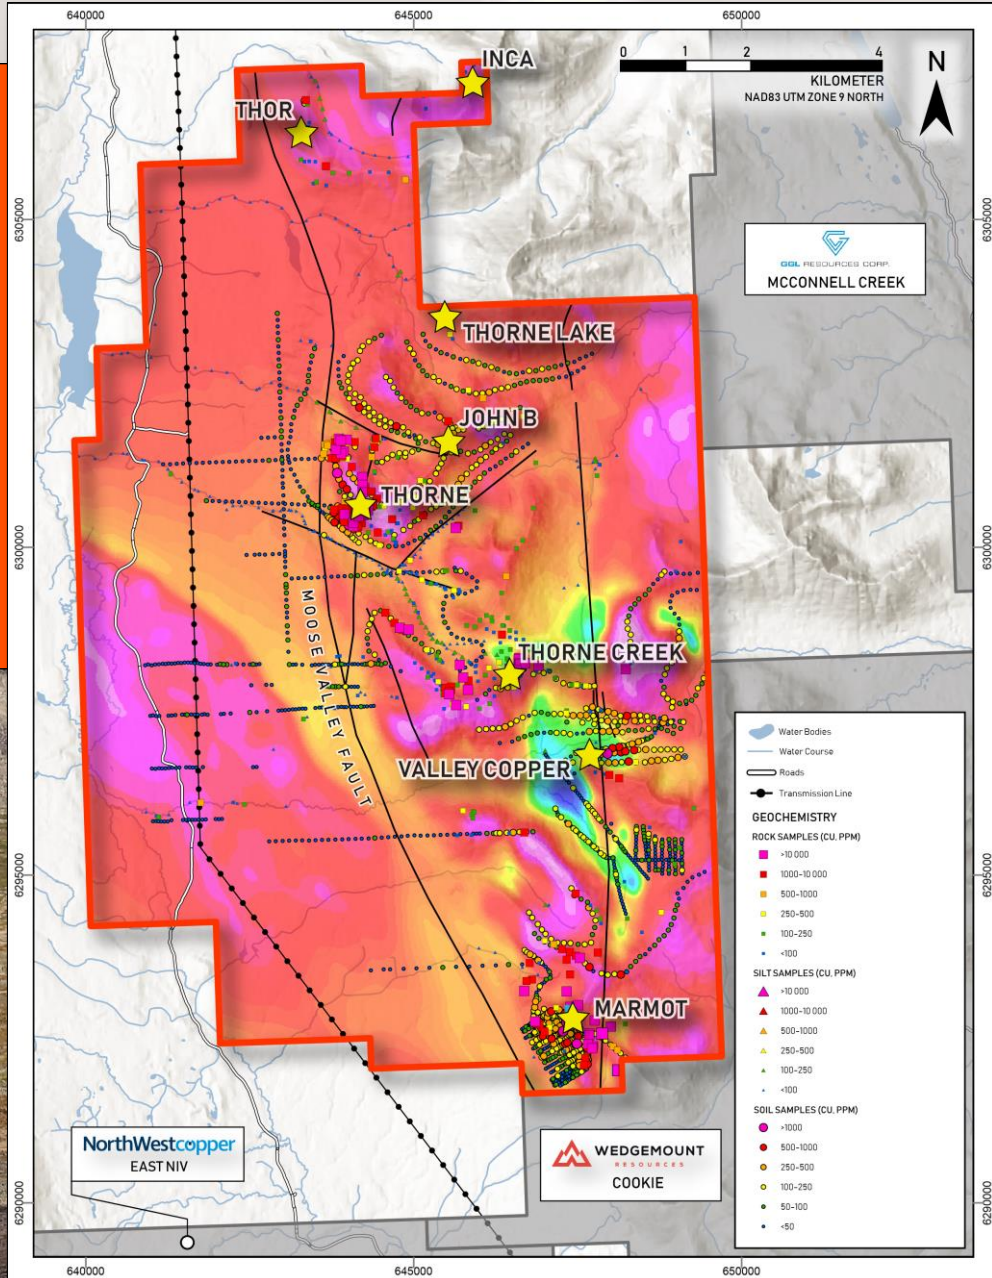 640000
645000
650000
INCA
THOR
0 1 2 4
KILOMETER
NAD83 UTM ZONE 9 NORTH
N
6305000
6305000
GGL RESOURCES CORP.
MCCONNELL CREEK
THORNE LAKE
JOHN B
THORNE
6300000
6300000
MOOSE VALLEY FAULT
THORNE CREEK
VALLEY COPPER
6295000
6295000
MARMOT
Water Bodies
Water Course
Roads
Transmission Line
GEOCHEMISTRY
ROCK SAMPLES (CU, PPM)
>10 000
1000-10 000
500-1000
250-500
100-250
<100
SILT SAMPLES (CU, PPM)
>10 000
1000-10 000
500-1000
250-500
100-250
<100
SOIL SAMPLES (CU, PPM)
>1000
500-1000
250-500
100-250
50-100
<50
NorthWestcopper
EAST NIV
WEDGEMOUNT
RESOURCES
COOKIE
6290000
6290000
640000
645000
650000